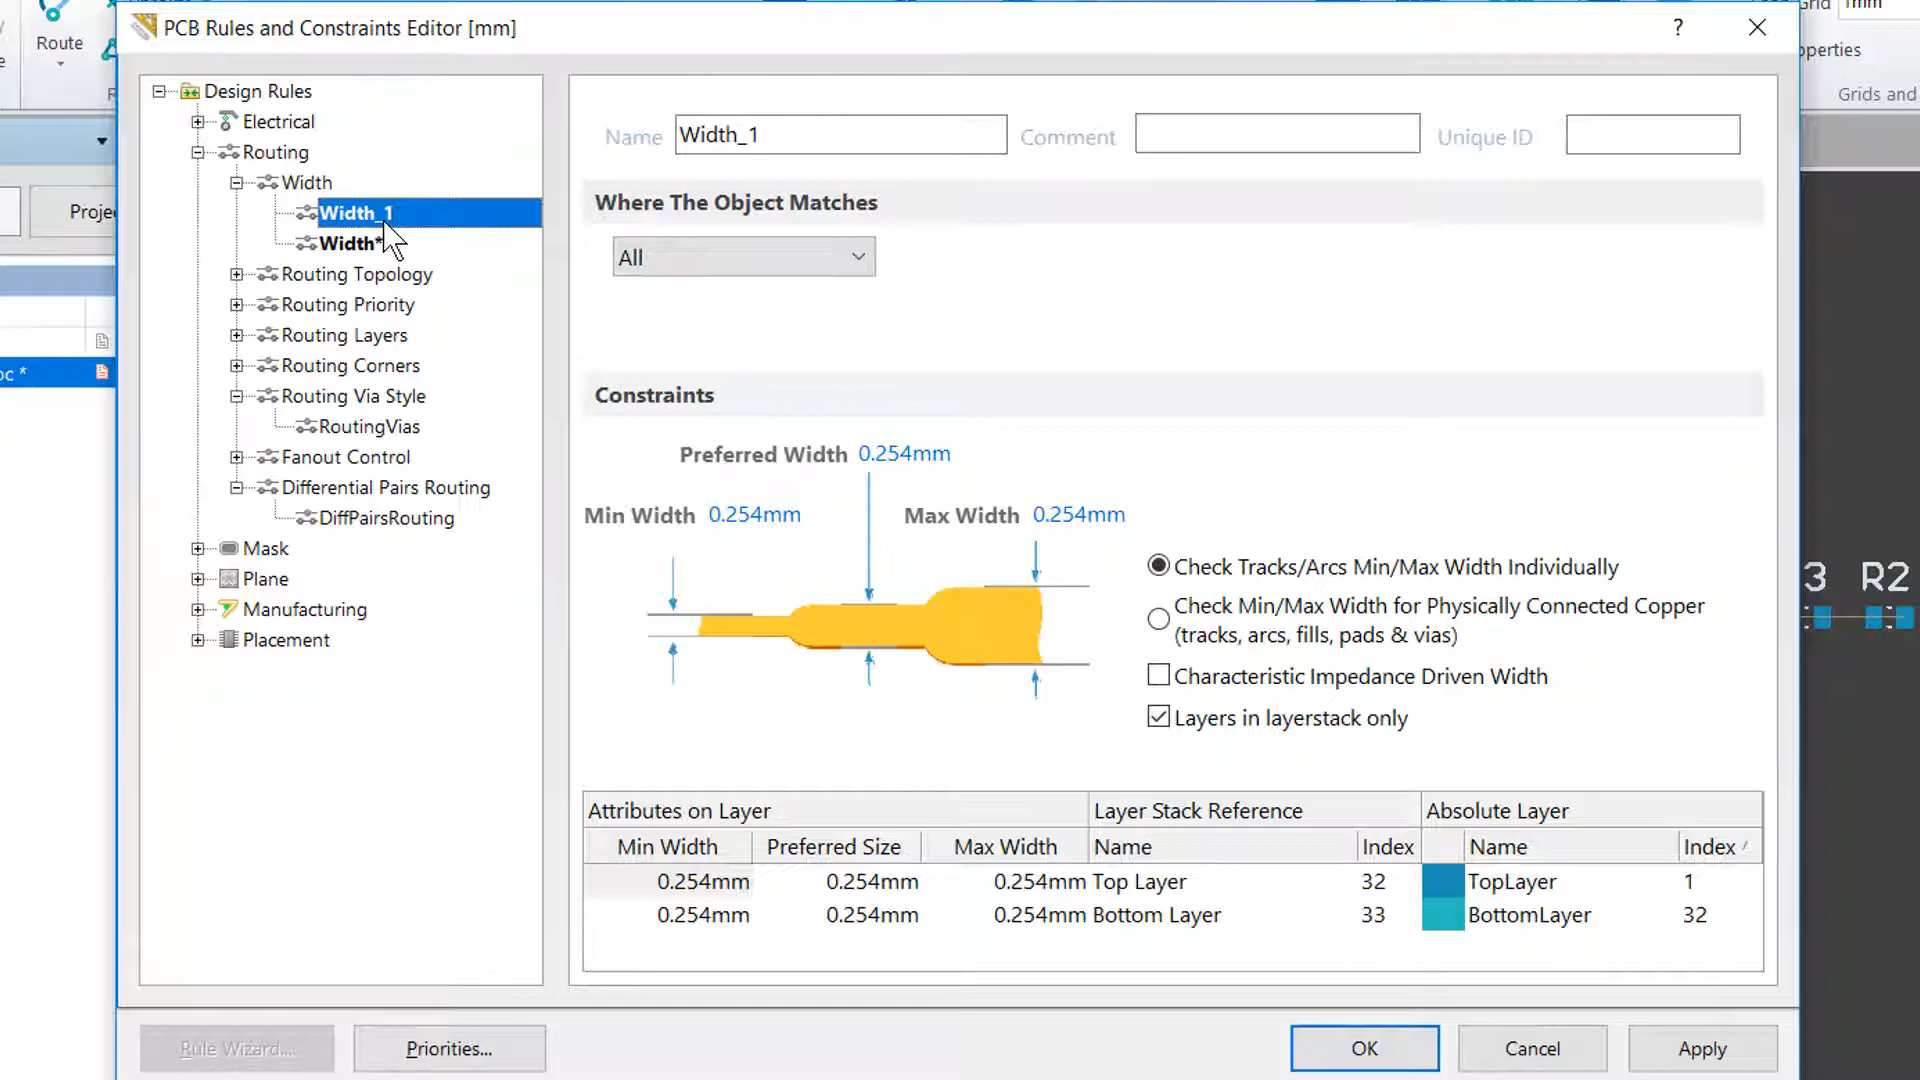 PCB Rules and Constraints Editor [mm]
?
Grid
1mm
Route
Design Rules
Electrical
Routing
Width
Width_1
Width*
Routing Topology
Routing Priority
Routing Layers
Routing Corners
Routing Via Style
RoutingVias
Fanout Control
Differential Pairs Routing
DiffPairsRouting
Mask
Plane
Manufacturing
Placement
Name Width_1 Comment Unique ID
Where The Object Matches
All
Constraints
Preferred Width 0.254mm
Min Width 0.254mm Max Width 0.254mm
Check Tracks/Arcs Min/Max Width Individually
Check Min/Max Width for Physically Connected Copper
(tracks, arcs, fills, pads & vias)
Characteristic Impedance Driven Width
Layers in layerstack only
Attributes on Layer Layer Stack Reference Absolute Layer
Min Width Preferred Size Max Width Name Index Name Index
0.254mm 0.254mm 0.254mm Top Layer 32 TopLayer 1
0.254mm 0.254mm 0.254mm Bottom Layer 33 BottomLayer 32
Rule Wizard... Priorities... OK Cancel Apply
operties
Grids and
Projec
oc *
3 R2